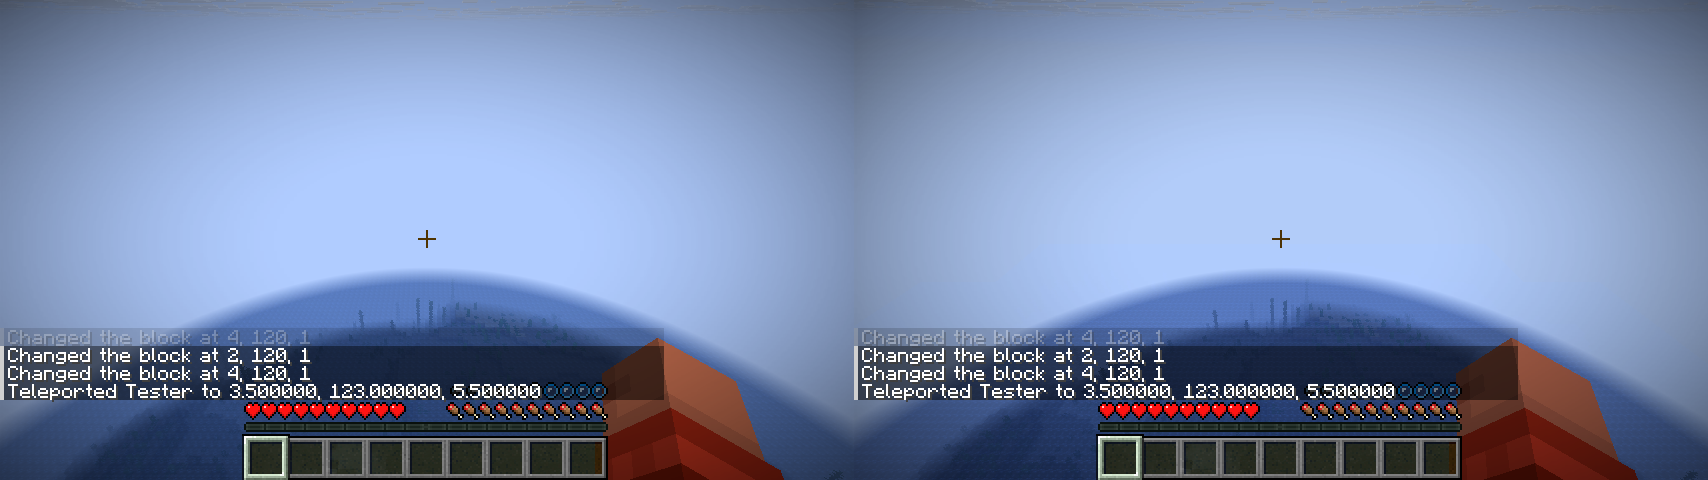 Changed the block at 4, 120, 1
Changed the block at 2, 120, 1
Changed the block at 4, 120, 1
Teleported Tester to 3.500000, 123.000000, 5.500000
Changed the block at 4, 120, 1
Changed the block at 2, 120, 1
Changed the block at 4, 120, 1
Teleported Tester to 3.500000, 123.000000, 5.500000